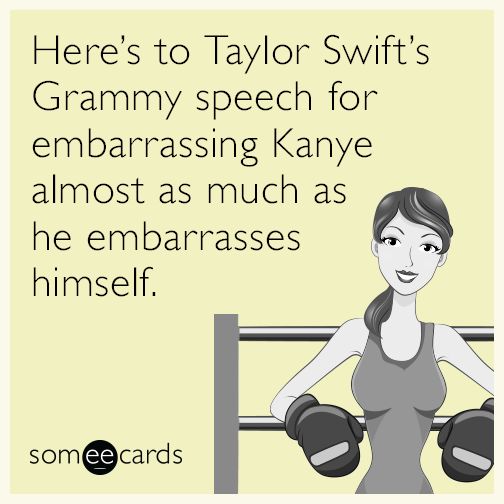 Here's to Taylor Swift's
Grammy speech for
embarrassing Kanye
almost as much as
he embarrasses
himself.
someecards